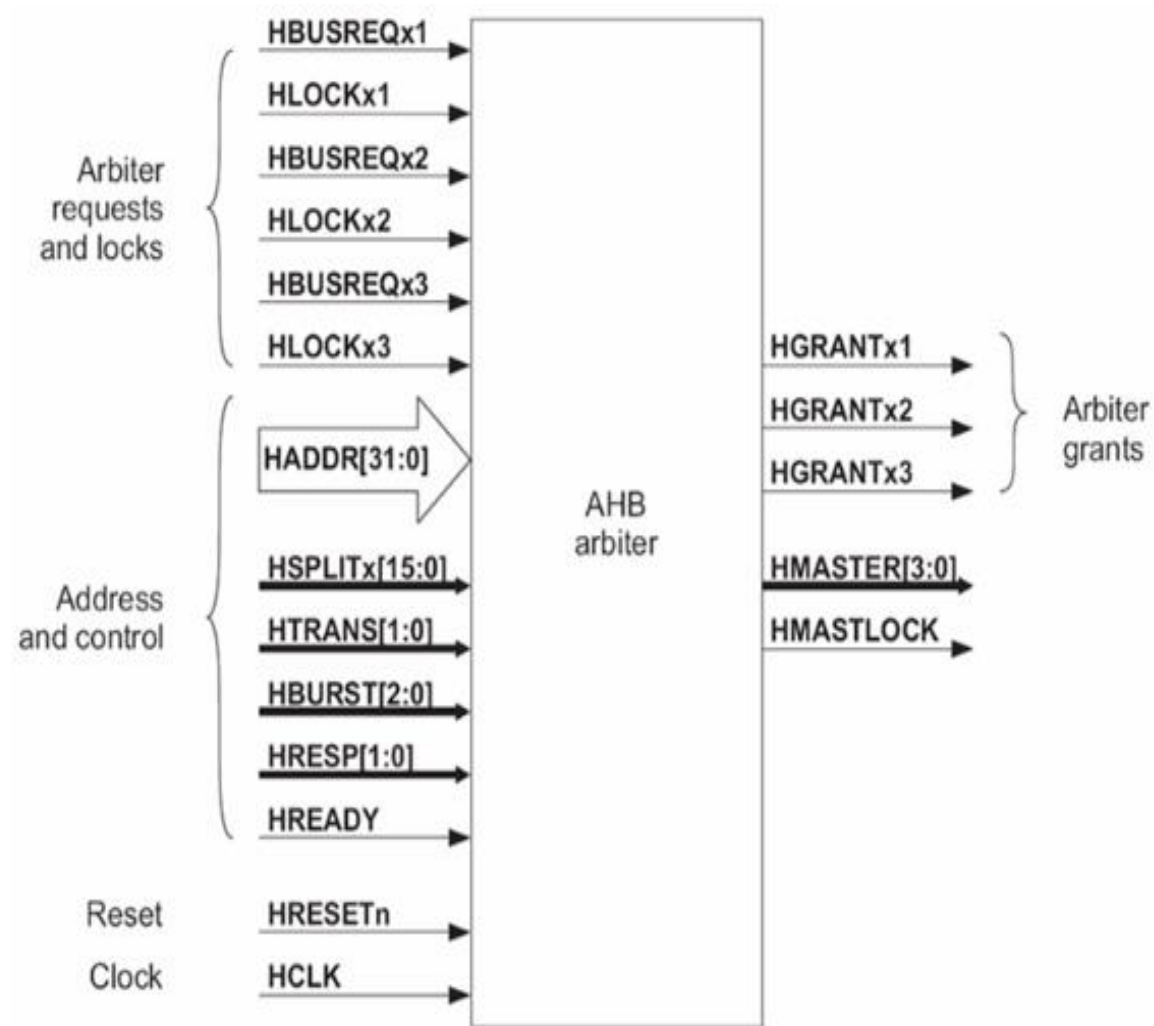 HBUSREQx1
HLOCKx1
HBUSREQx2
HLOCKx2
HBUSREQx3
HLOCKx3
Arbiter
requests
and locks
HADDR[31:0]
HSPLITx[15:0]
HTRANS[1:0]
HBURST[2:0]
HRESP[1:0]
HREADY
Address
and control
Reset
HRESETn
Clock
HCLK
AHB
arbiter
HGRANTx1
HGRANTx2
HGRANTx3
Arbiter
grants
HMASTER[3:0]
HMASTLOCK